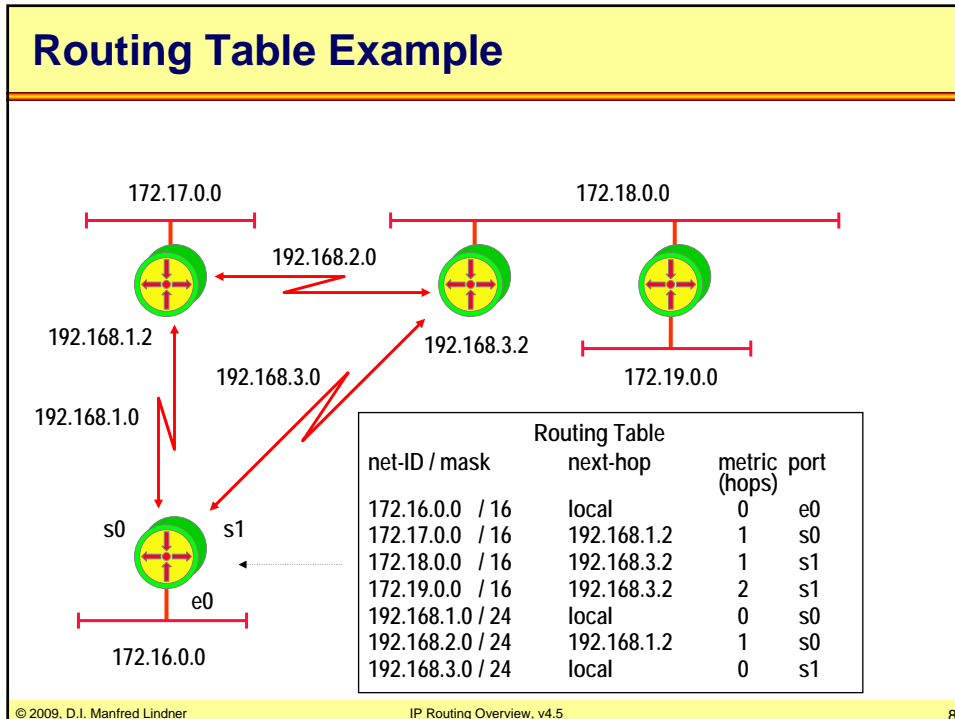 Routing Table Example
172.17.0.0
172.18.0.0
192.168.2.0
192.168.1.2
192.168.3.2
192.168.3.0
172.19.0.0
192.168.1.0
Routing Table
net-ID / mask next-hop metric port
(hops)
172.16.0.0 / 16 local 0 e0
172.17.0.0 / 16 192.168.1.2 1 s0
172.18.0.0 / 16 192.168.3.2 1 s1
172.19.0.0 / 16 192.168.3.2 2 s1
192.168.1.0 / 24 local 0 s0
192.168.2.0 / 24 192.168.1.2 1 s0
192.168.3.0 / 24 local 0 s1
s0 s1
e0
172.16.0.0
© 2009, D.I. Manfred Lindner IP Routing Overview, v4.5 8